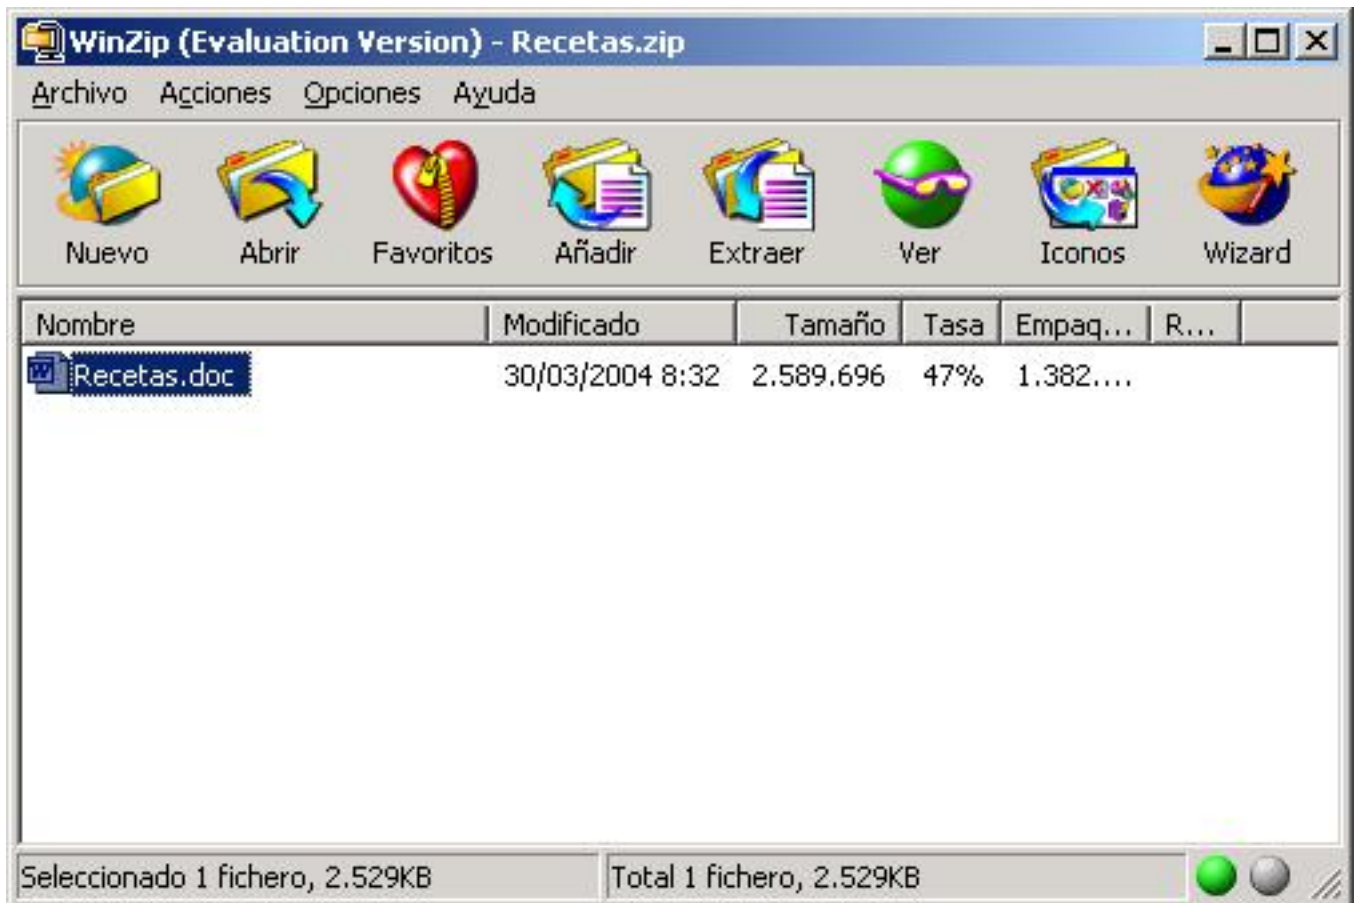 WinZip (Evaluation Version) - Recetas.zip
Archivo Acciones Opciones Ayuda
Nuevo Abrir Favoritos Añadir Extraer Ver Iconos Wizard
Nombre Modificado Tamaño Tasa Empaq... R...
Recetas.doc 30/03/2004 8:32 2.589.696 47% 1.382....
Seleccionado 1 fichero, 2.529KB Total 1 fichero, 2.529KB